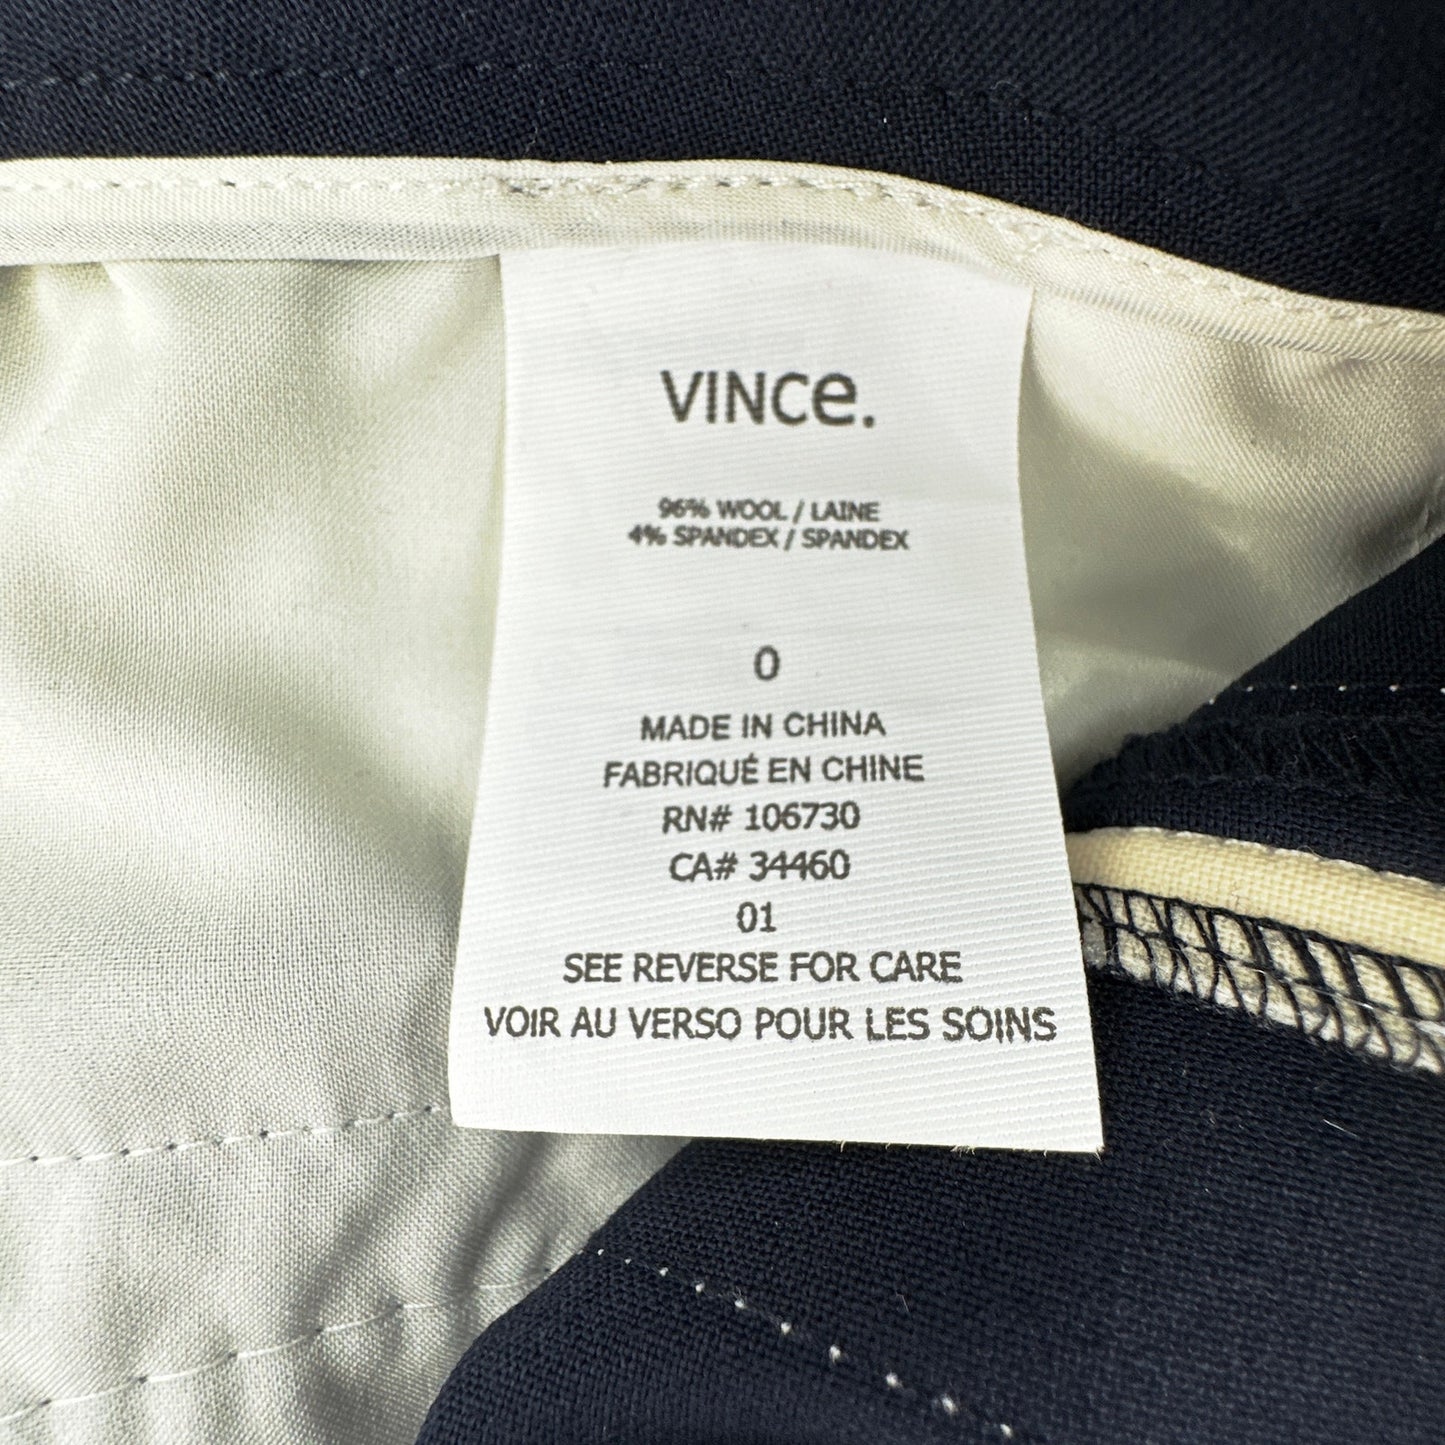 VINCe.
96% WOOL / LAINE
4% SPANDEX / SPANDEX
0
MADE IN CHINA
FABRIQUÉ EN CHINE
RN# 106730
CA# 34460
01
SEE REVERSE FOR CARE
VOIR AU VERSO POUR LES SOINS